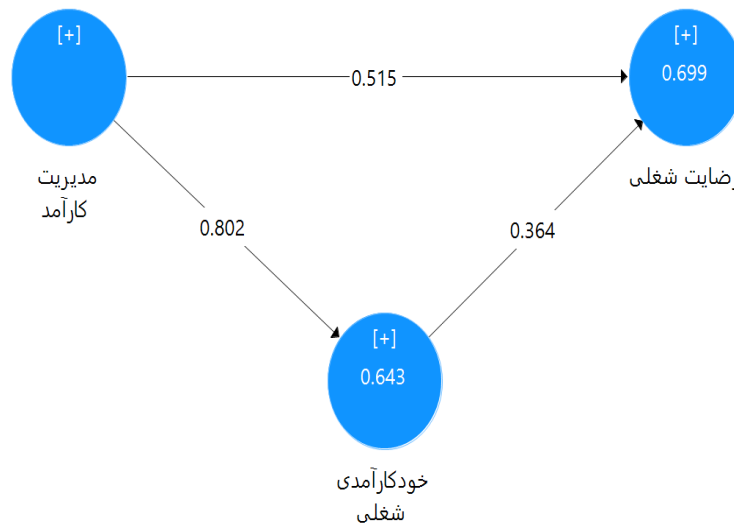 [+]
[+]
0.699
0.515
مدیریت
کارآمد
رضایت شغلی
0.802
0.364
[+]
0.643
خودکارآمدی
شغلی